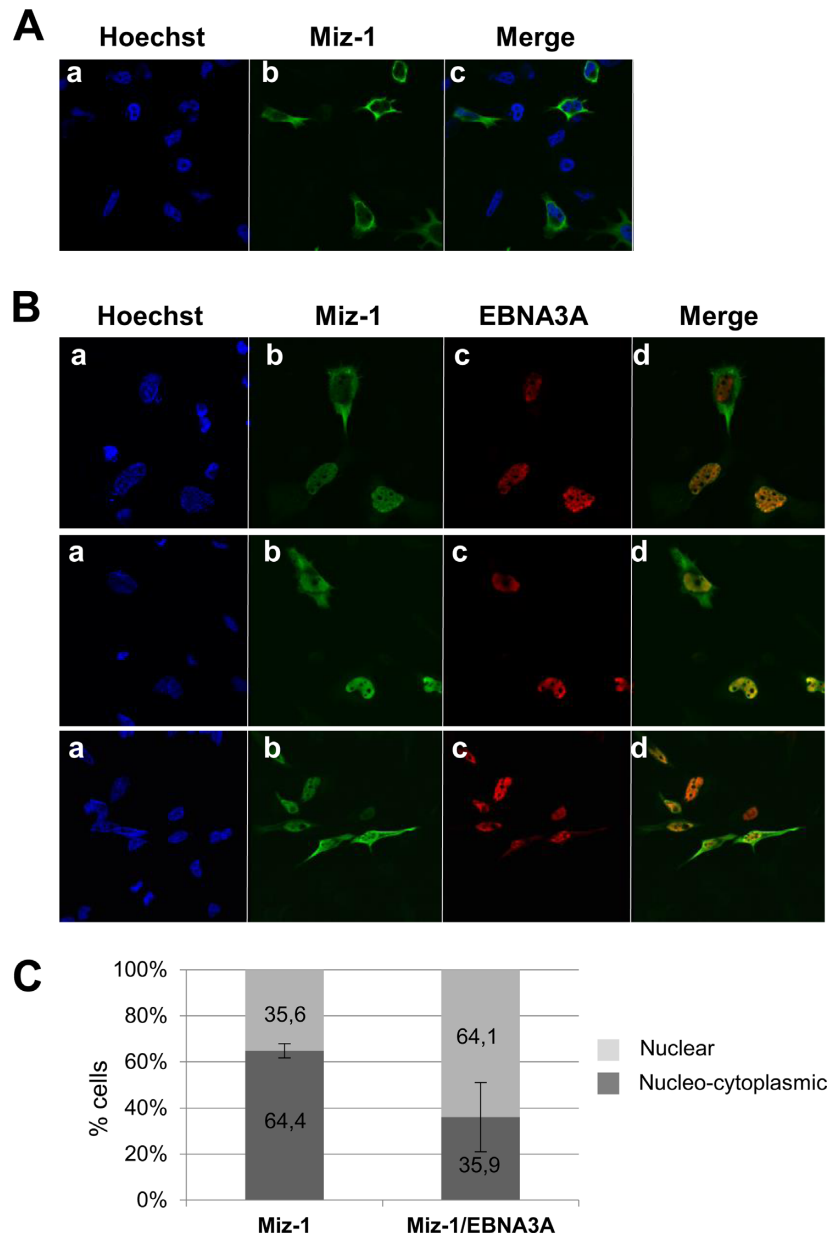 A
Hoechst Miz-1 Merge
a b c
B
Hoechst Miz-1 EBNA3A Merge
a b c d
a b c d
a b c d
C
100%
80%
60%
40%
20%
0%
% cells
35,6
64,4
64,1
35,9
Miz-1 Miz-1/EBNA3A
Nuclear
Nucleo-cytoplasmic